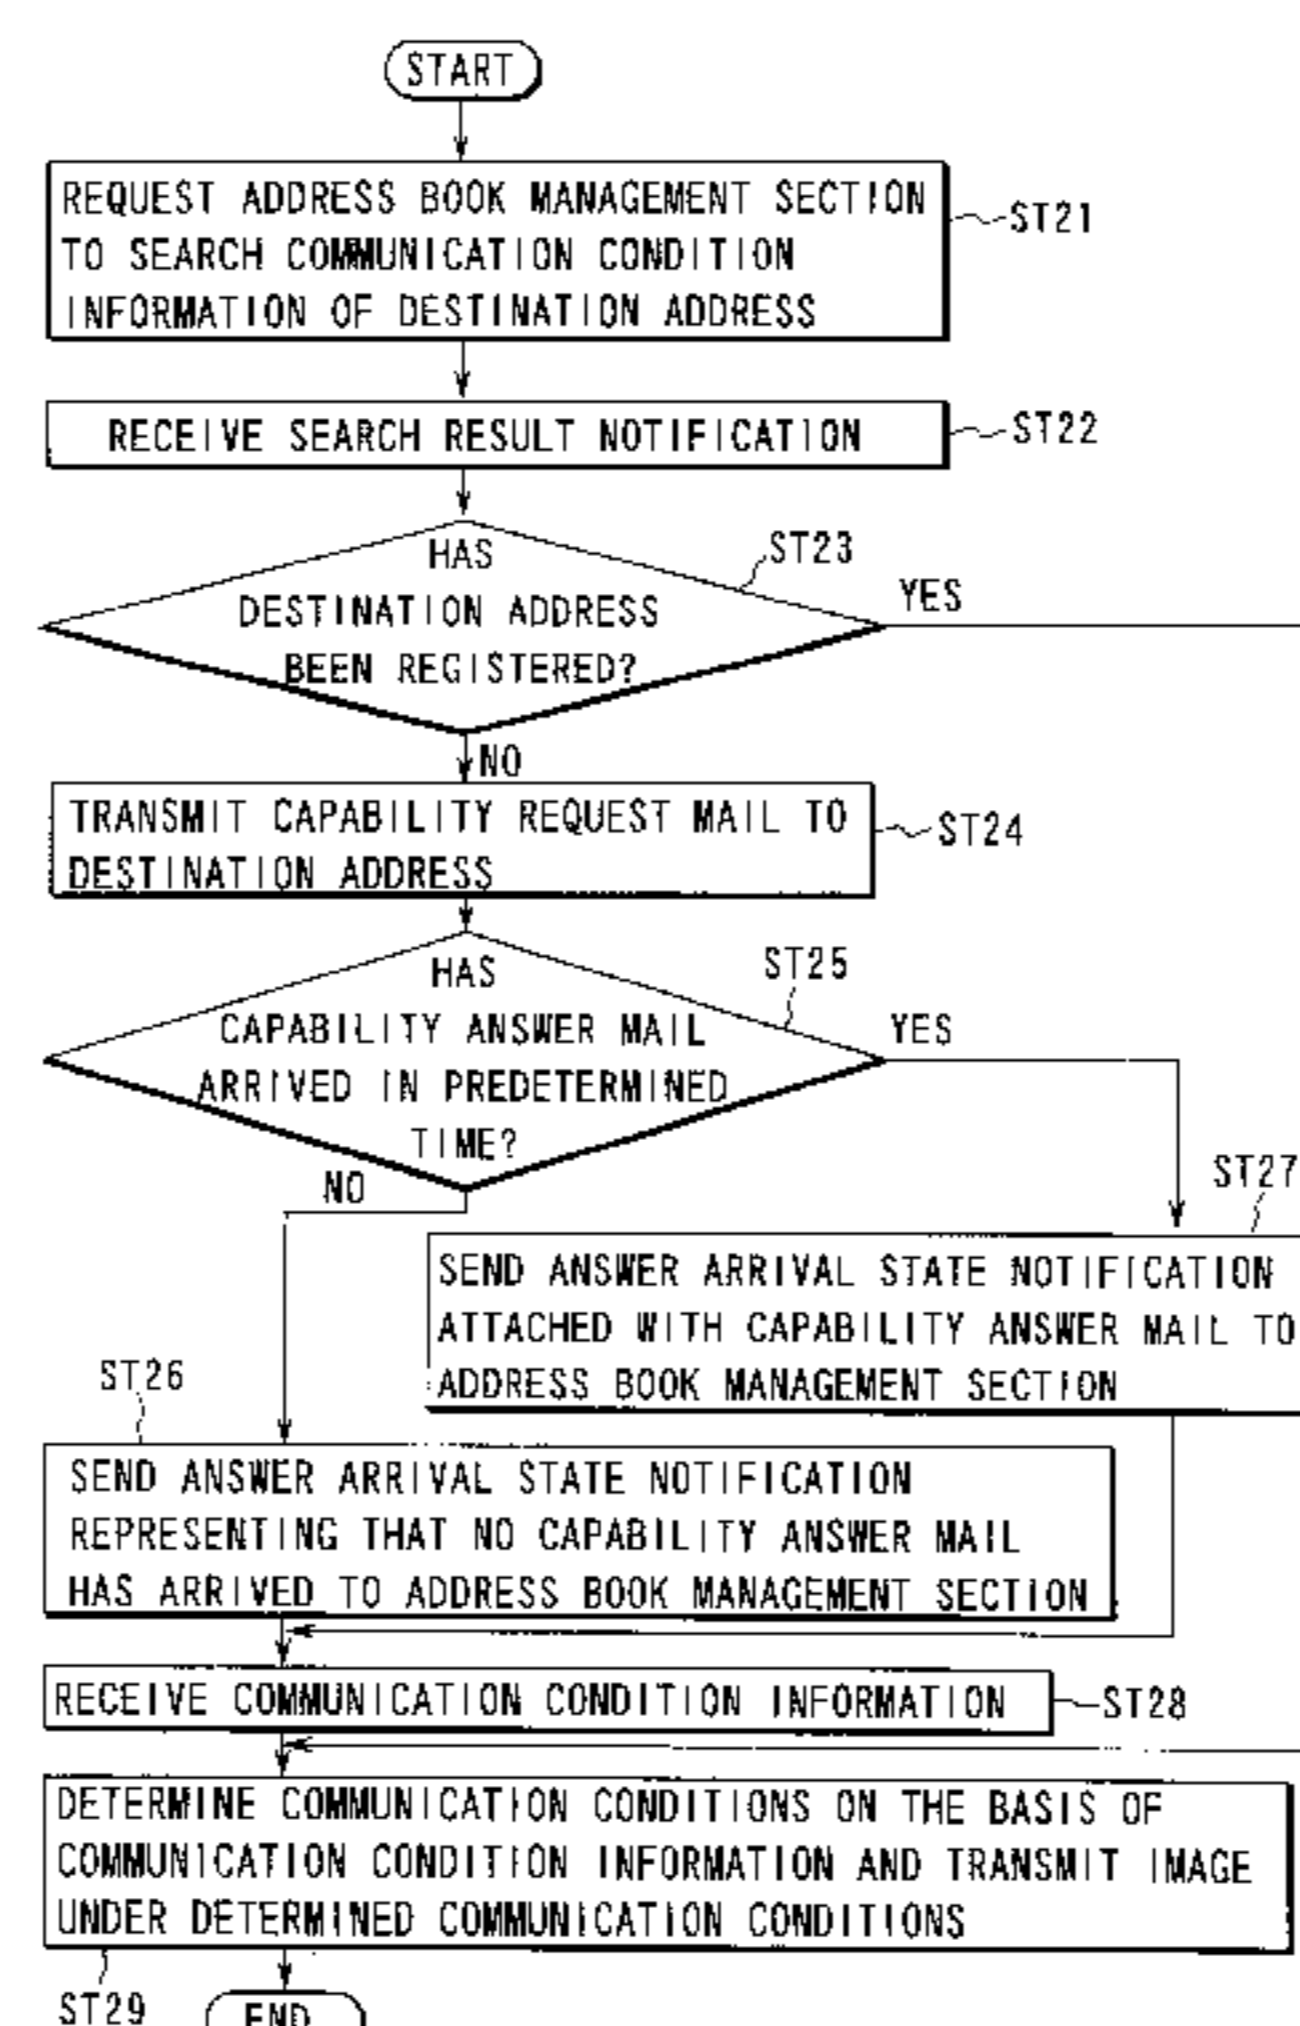 START
REQUEST ADDRESS BOOK MANAGEMENT SECTION
TO SEARCH COMMUNICATION CONDITION
INFORMATION OF DESTINATION ADDRESS
ST21
RECEIVE SEARCH RESULT NOTIFICATION
ST22
HAS
DESTINATION ADDRESS
BEEN REGISTERED?
ST23
YES
NO
TRANSMIT CAPABILITY REQUEST MAIL TO
DESTINATION ADDRESS
ST24
HAS
CAPABILITY ANSWER MAIL
ARRIVED IN PREDETERMINED
TIME?
ST25
YES
NO
ST27
SEND ANSWER ARRIVAL STATE NOTIFICATION
ATTACHED WITH CAPABILITY ANSWER MAIL TO
ADDRESS BOOK MANAGEMENT SECTION
ST26
SEND ANSWER ARRIVAL STATE NOTIFICATION
REPRESENTING THAT NO CAPABILITY ANSWER MAIL
HAS ARRIVED TO ADDRESS BOOK MANAGEMENT SECTION
RECEIVE COMMUNICATION CONDITION INFORMATION
ST28
DETERMINE COMMUNICATION CONDITIONS ON THE BASIS OF
COMMUNICATION CONDITION INFORMATION AND TRANSMIT IMAGE
UNDER DETERMINED COMMUNICATION CONDITIONS
ST29
END